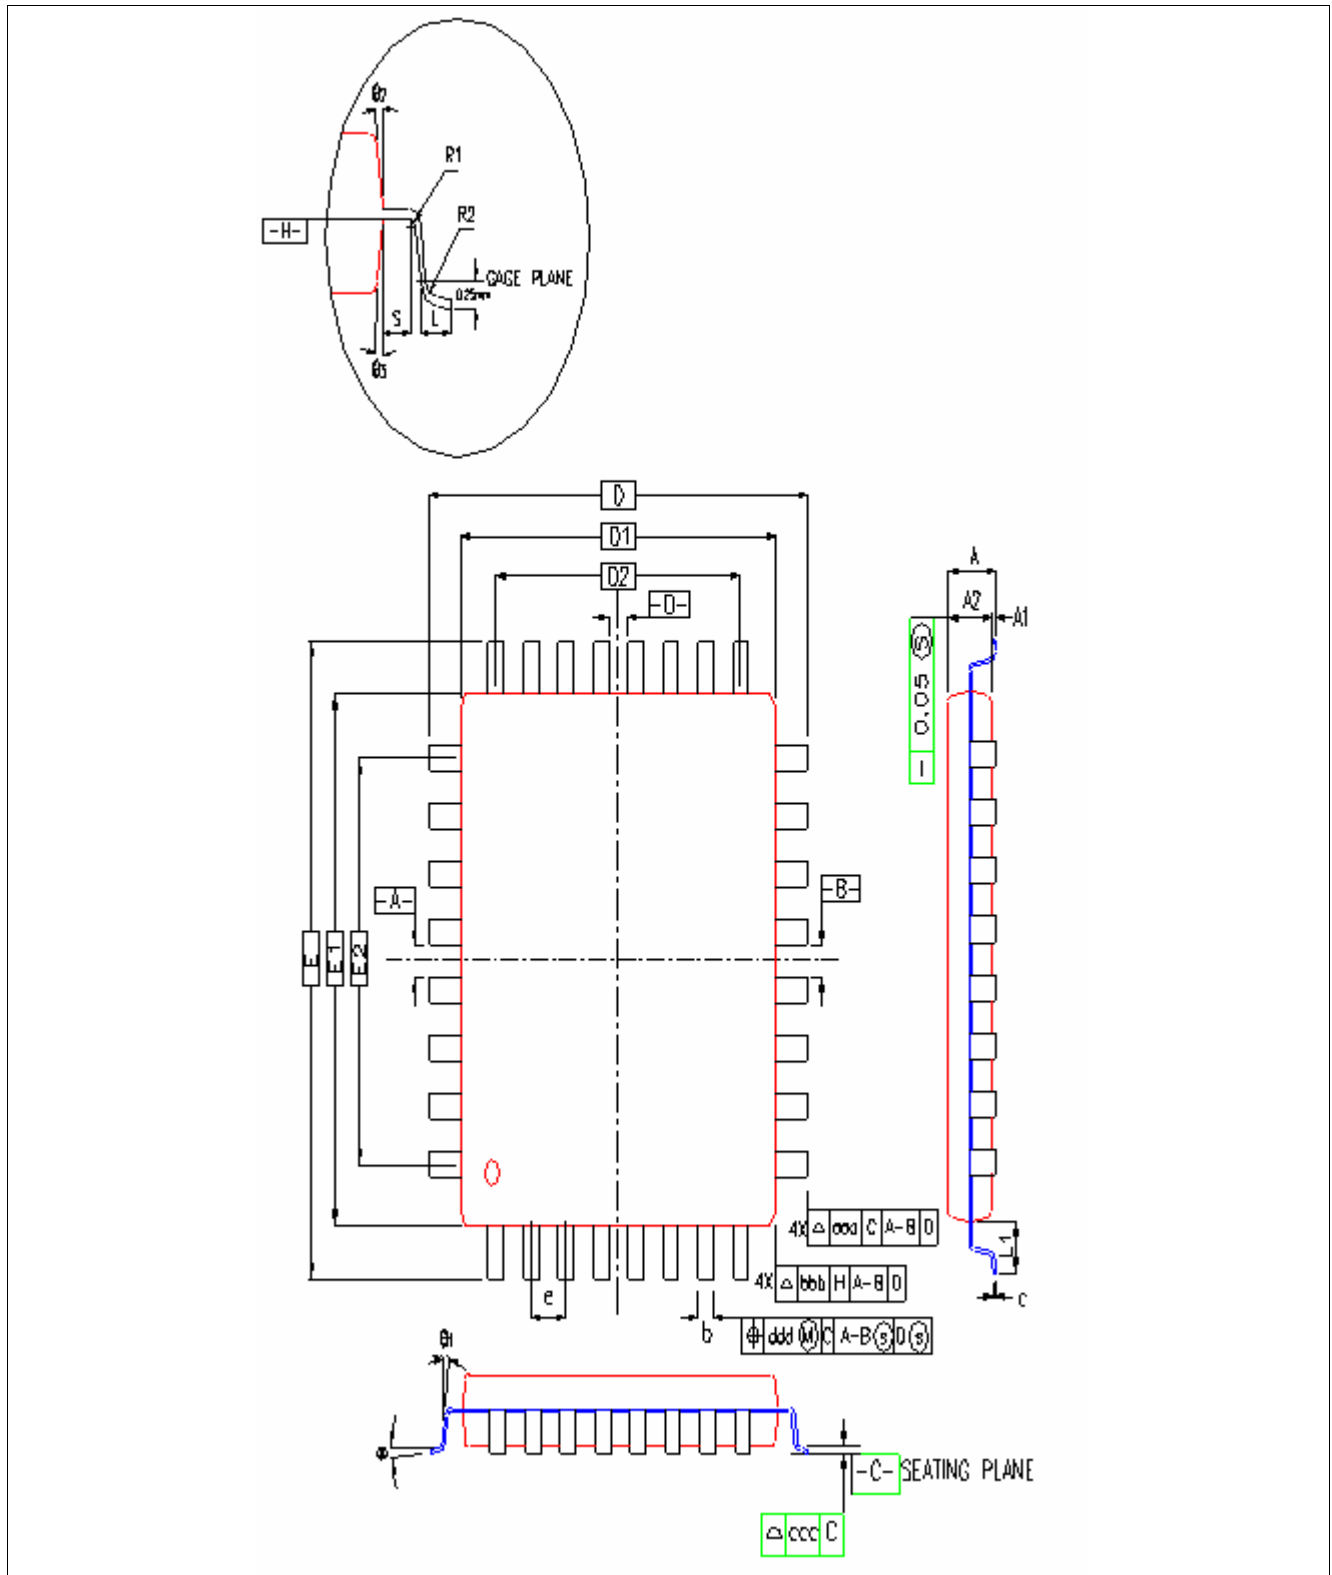 θ2
R1
R2
-H-
GAGE PLANE
0.25mm
S
L
θ3
D
D1
D2
-D-
A
A2
A1
0.05 S
-A-
-B-
E
E1
E2
4X aaa C A-B D
L1
4X bbb H A-B D
e
b
ddd M C A-B S D S
c
θ1
-C- SEATING PLANE
ccc C